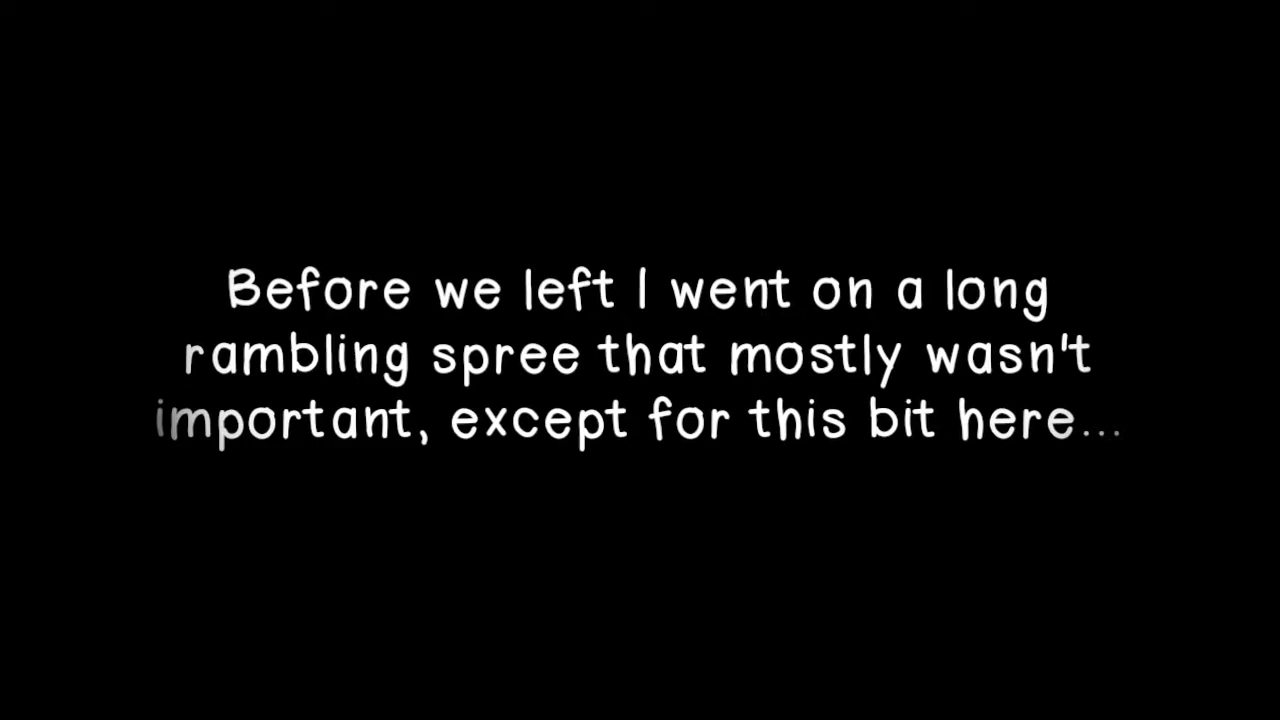 Before we left I went on a long
rambling spree that mostly wasn't
important, except for this bit here...